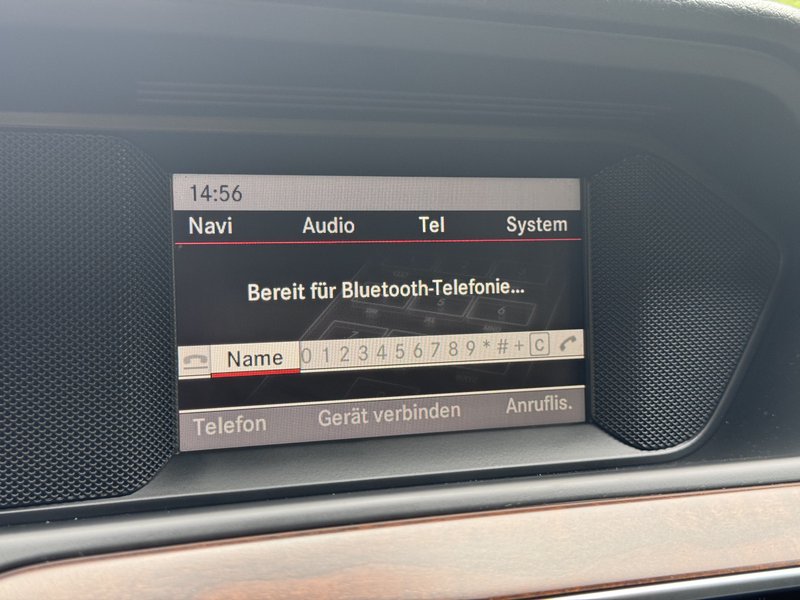 14:56
Navi Audio Tel System
Bereit für Bluetooth-Telefonie...
Name 0 1 2 3 4 5 6 7 8 9 * # + C
Telefon Gerät verbinden Anruflis.